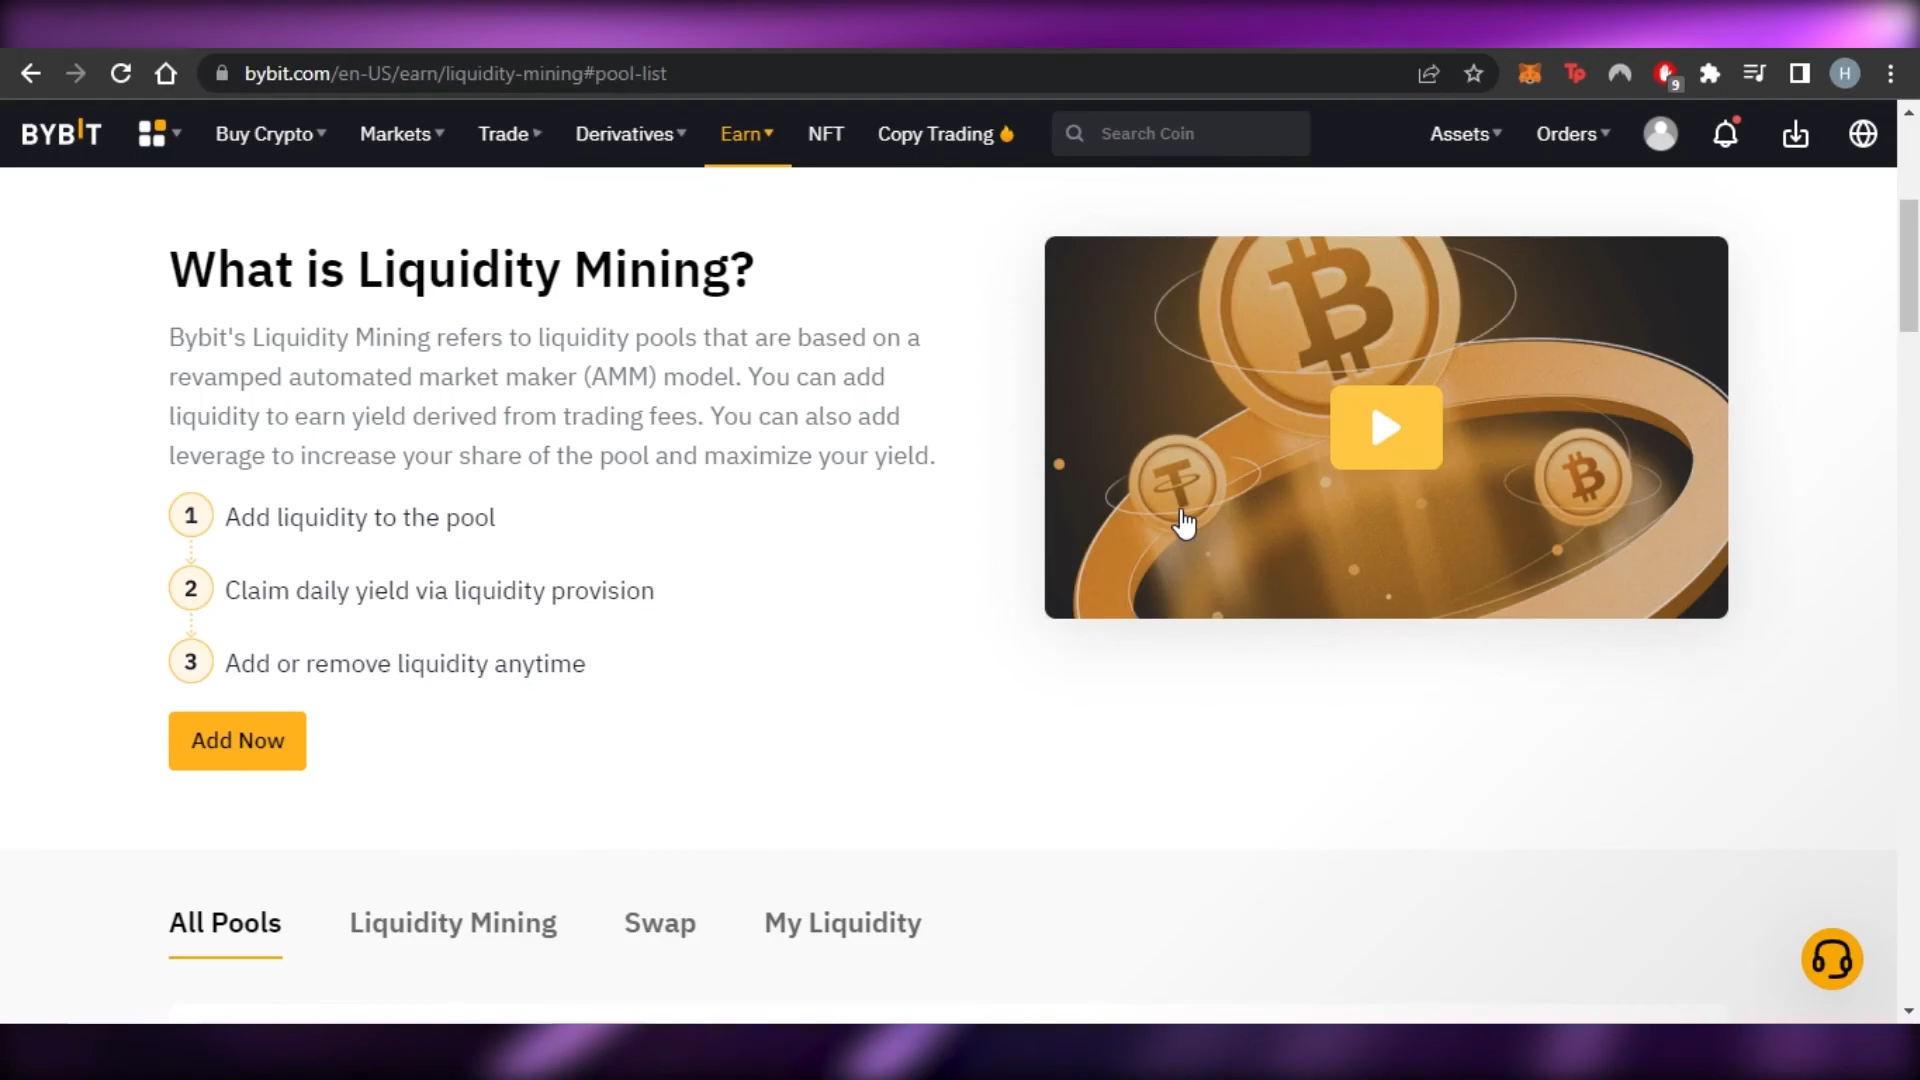 bybit.com/en-US/earn/liquidity-mining#pool-list
Tp
9
H
BYBIT
Buy Crypto
Markets
Trade
Derivatives
Earn
NFT
Copy Trading
Search Coin
Assets
Orders
What is Liquidity Mining?
Bybit's Liquidity Mining refers to liquidity pools that are based on a
revamped automated market maker (AMM) model. You can add
liquidity to earn yield derived from trading fees. You can also add
leverage to increase your share of the pool and maximize your yield.
1 Add liquidity to the pool
2 Claim daily yield via liquidity provision
3 Add or remove liquidity anytime
Add Now
All Pools
Liquidity Mining
Swap
My Liquidity